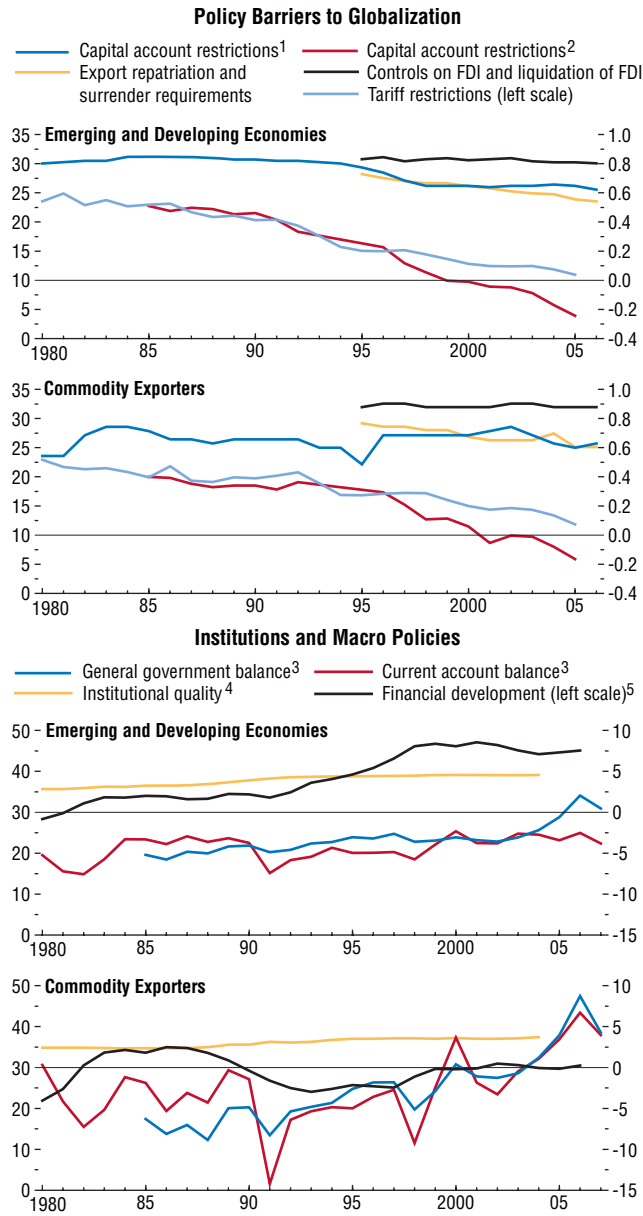 Policy Barriers to Globalization
Capital account restrictions1
Capital account restrictions2
Export repatriation and
surrender requirements
Controls on FDI and liquidation of FDI
Tariff restrictions (left scale)
Emerging and Developing Economies
35
30
25
20
15
10
5
0
1.0
0.8
0.6
0.4
0.2
0.0
-0.2
-0.4
1980 85 90 95 2000 05
Commodity Exporters
35
30
25
20
15
10
5
0
1.0
0.8
0.6
0.4
0.2
0.0
-0.2
-0.4
1980 85 90 95 2000 05
Institutions and Macro Policies
General government balance3
Current account balance3
Institutional quality4
Financial development (left scale)5
Emerging and Developing Economies
50
40
30
20
10
0
10
5
0
-5
-10
-15
1980 85 90 95 2000 05
Commodity Exporters
50
40
30
20
10
0
10
5
0
-5
-10
-15
1980 85 90 95 2000 05